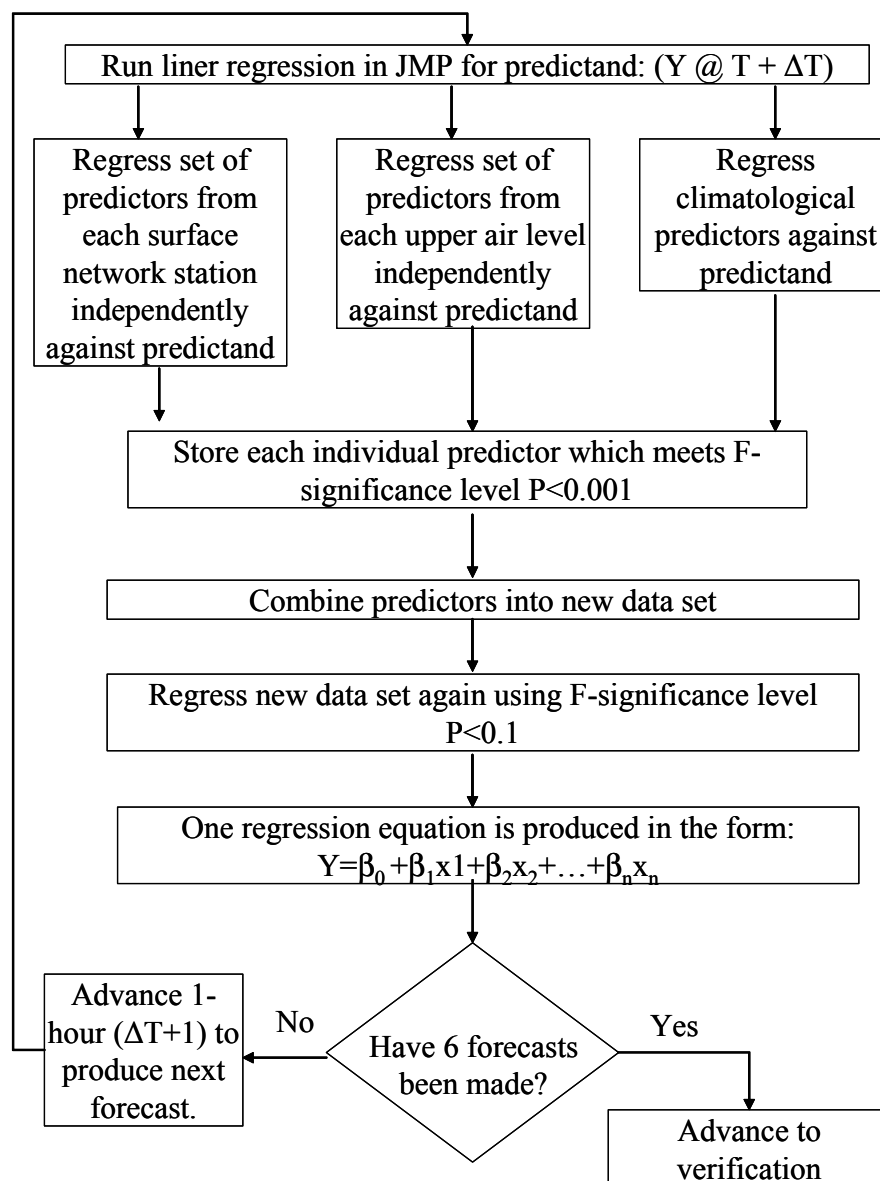 Run liner regression in JMP for predictand: (Y @ T + ΔT)
Regress set of
predictors from
each surface
network station
independently
against predictand
Regress set of
predictors from
each upper air level
independently
against predictand
Regress
climatological
predictors against
predictand
Store each individual predictor which meets F-
significance level P<0.001
Combine predictors into new data set
Regress new data set again using F-significance level
P<0.1
One regression equation is produced in the form:
Y=β₀+β₁x1+β₂x₂+…+βₙxₙ
Have 6 forecasts
been made?
No
Advance 1-
hour (ΔT+1) to
produce next
forecast.
Yes
Advance to
verification